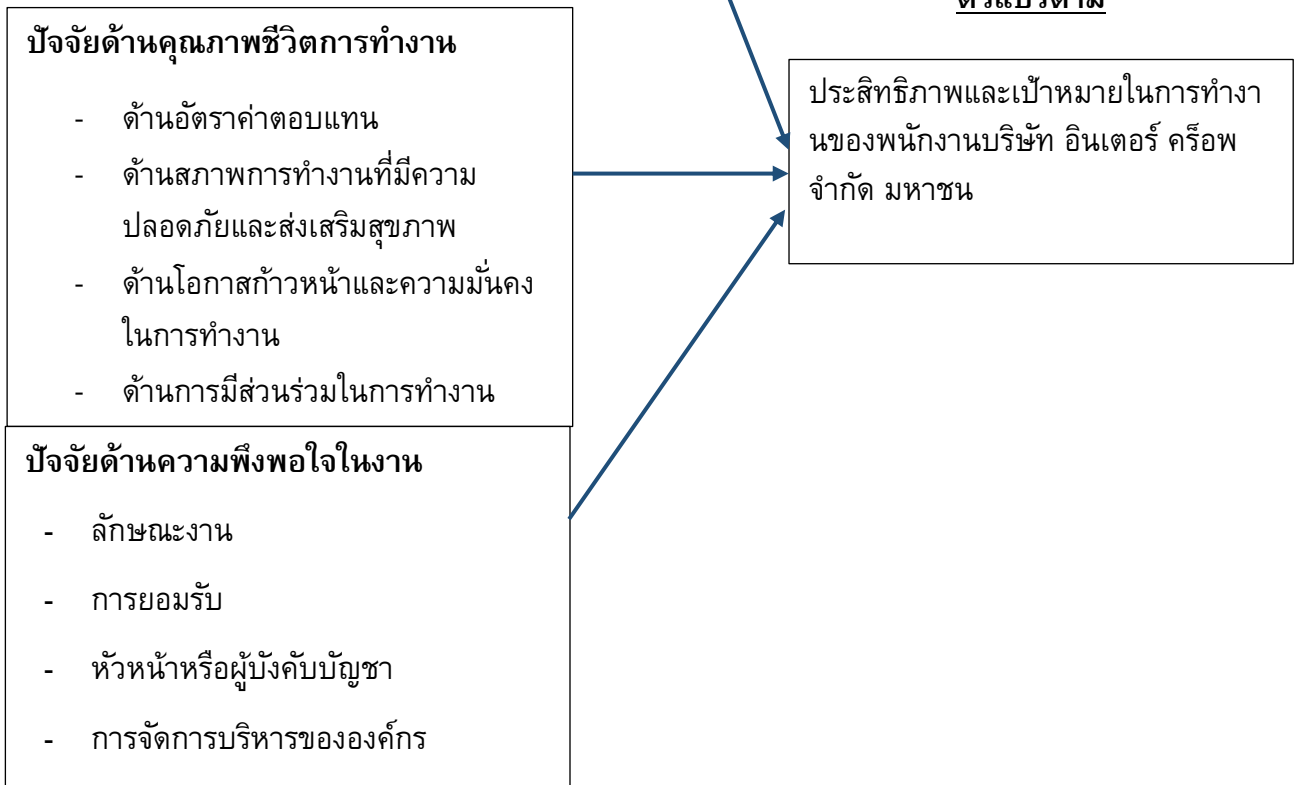 ปัจจัยด้านคุณภาพชีวิตการทำงาน
- ด้านอัตราค่าตอบแทน
- ด้านสภาพการทำงานที่มีความ
ปลอดภัยและส่งเสริมสุขภาพ
- ด้านโอกาสก้าวหน้าและความมั่นคง
ในการทำงาน
- ด้านการมีส่วนร่วมในการทำงาน
ปัจจัยด้านความพึงพอใจในงาน
- ลักษณะงาน
- การยอมรับ
- หัวหน้าหรือผู้บังคับบัญชา
- การจัดการบริหารขององค์กร
ตัวแปรตาม
ประสิทธิภาพและเป้าหมายในการทำงา
นของพนักงานบริษัท อินเตอร์ คร็อพ
จำกัด มหาชน